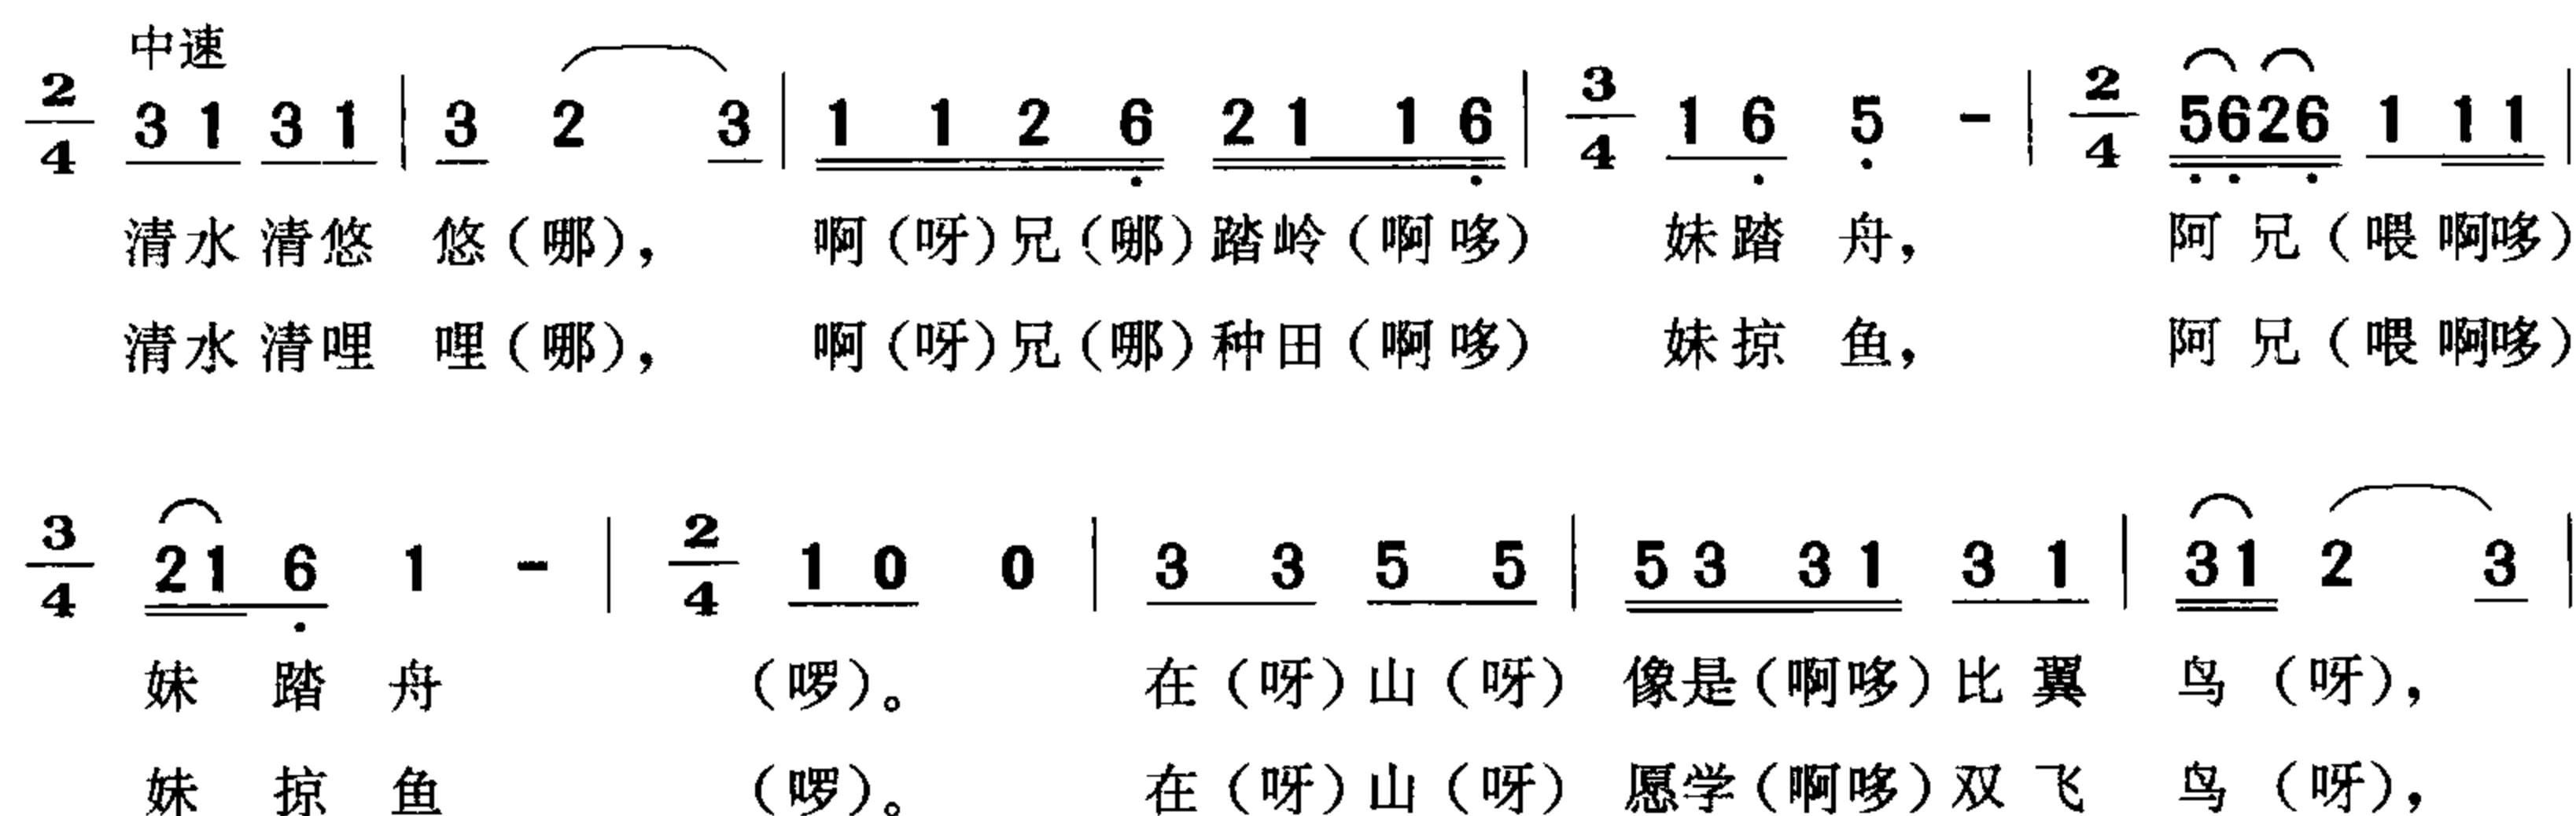 中速
2/4 3 1 3 1 | 3 2 3 | 1 1 2 6 2 1 1 6 | 3/4 1 6 5 - | 2/4 5626 1 1 1 |
清水 清悠 悠（哪）， 啊（呀）兄（哪）踏岭（啊 哆） 妹踏 舟， 阿 兄（喂 啊哆）
清水 清哩 哩（哪）， 啊（呀）兄（哪）种田（啊 哆） 妹掠 鱼， 阿 兄（喂 啊哆）
3/4 21 6 1 - | 2/4 1 0 0 | 3 3 5 5 | 5 3 3 1 3 1 | 31 2 3 |
妹 踏 舟 （啰）。 在（呀）山（呀） 像是（啊哆）比 翼 鸟 （呀），
妹 掠 鱼 （啰）。 在（呀）山（呀） 愿学（啊哆）双 飞 鸟 （呀），